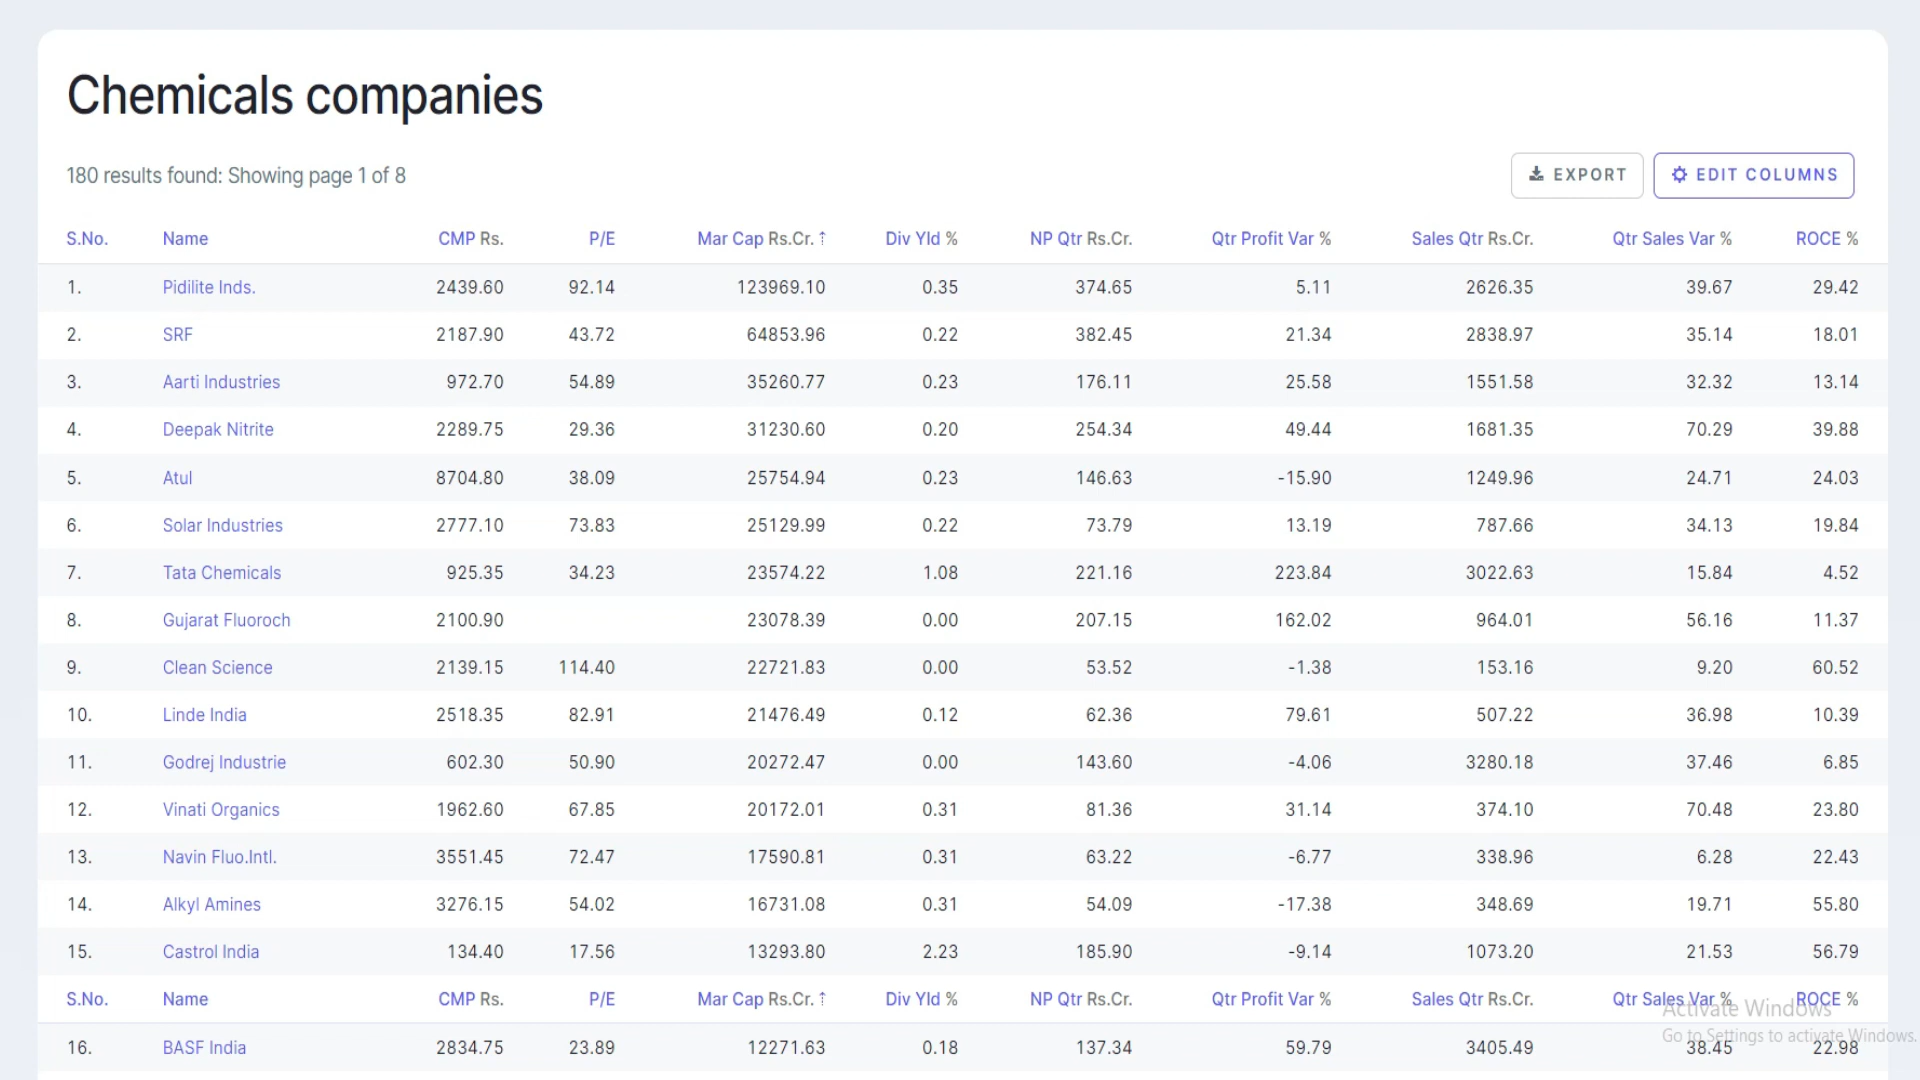 Chemicals companies
180 results found: Showing page 1 of 8
EXPORT
EDIT COLUMNS
S.No. Name CMP Rs. P/E Mar Cap Rs.Cr. ↑ Div Yld % NP Qtr Rs.Cr. Qtr Profit Var % Sales Qtr Rs.Cr. Qtr Sales Var % ROCE %
1. Pidilite Inds. 2439.60 92.14 123969.10 0.35 374.65 5.11 2626.35 39.67 29.42
2. SRF 2187.90 43.72 64853.96 0.22 382.45 21.34 2838.97 35.14 18.01
3. Aarti Industries 972.70 54.89 35260.77 0.23 176.11 25.58 1551.58 32.32 13.14
4. Deepak Nitrite 2289.75 29.36 31230.60 0.20 254.34 49.44 1681.35 70.29 39.88
5. Atul 8704.80 38.09 25754.94 0.23 146.63 -15.90 1249.96 24.71 24.03
6. Solar Industries 2777.10 73.83 25129.99 0.22 73.79 13.19 787.66 34.13 19.84
7. Tata Chemicals 925.35 34.23 23574.22 1.08 221.16 223.84 3022.63 15.84 4.52
8. Gujarat Fluoroch 2100.90 23078.39 0.00 207.15 162.02 964.01 56.16 11.37
9. Clean Science 2139.15 114.40 22721.83 0.00 53.52 -1.38 153.16 9.20 60.52
10. Linde India 2518.35 82.91 21476.49 0.12 62.36 79.61 507.22 36.98 10.39
11. Godrej Industrie 602.30 50.90 20272.47 0.00 143.60 -4.06 3280.18 37.46 6.85
12. Vinati Organics 1962.60 67.85 20172.01 0.31 81.36 31.14 374.10 70.48 23.80
13. Navin Fluo.Intl. 3551.45 72.47 17590.81 0.31 63.22 -6.77 338.96 6.28 22.43
14. Alkyl Amines 3276.15 54.02 16731.08 0.31 54.09 -17.38 348.69 19.71 55.80
15. Castrol India 134.40 17.56 13293.80 2.23 185.90 -9.14 1073.20 21.53 56.79
S.No. Name CMP Rs. P/E Mar Cap Rs.Cr. ↑ Div Yld % NP Qtr Rs.Cr. Qtr Profit Var % Sales Qtr Rs.Cr. Qtr Sales Var % ROCE %
Activate Windows
Go to Settings to activate Windows.
16. BASF India 2834.75 23.89 12271.63 0.18 137.34 59.79 3405.49 38.45 22.98